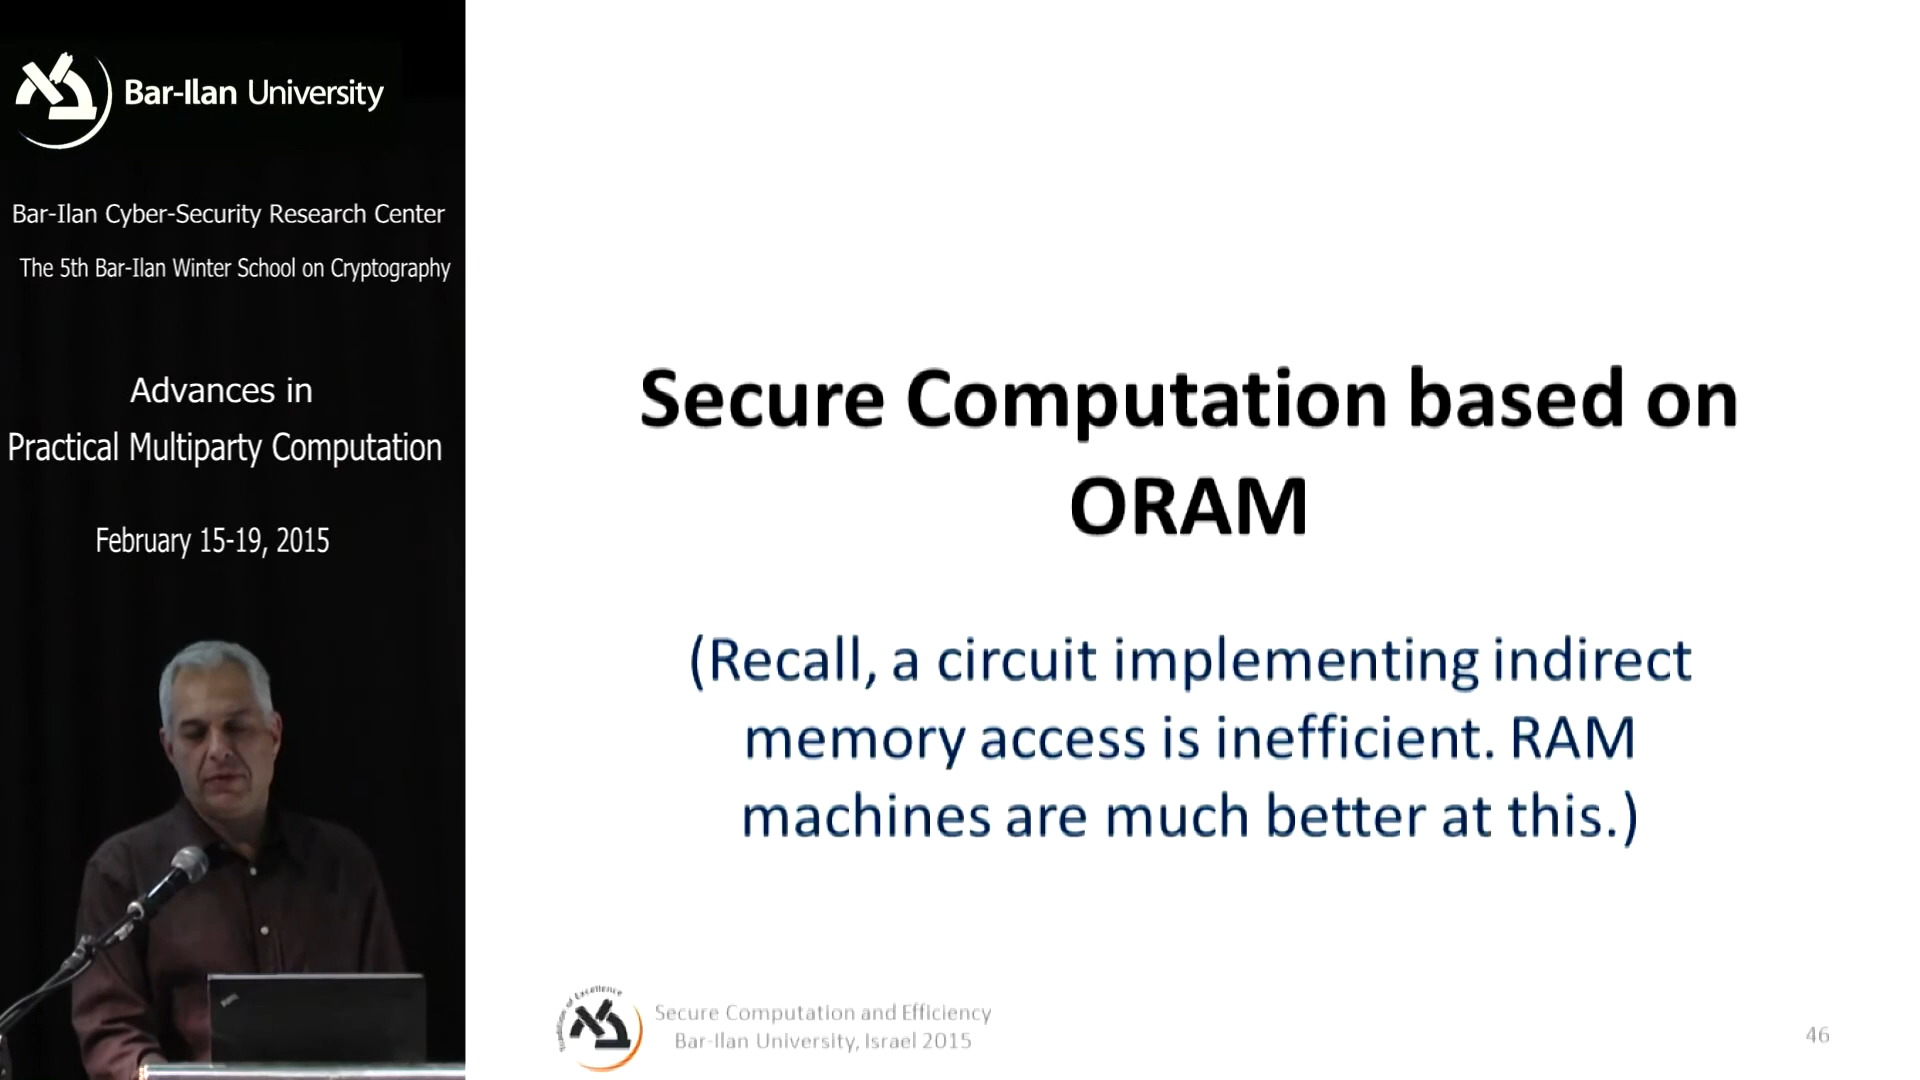 Bar-Ilan University
Bar-Ilan Cyber-Security Research Center
The 5th Bar-Ilan Winter School on Cryptography
Advances in
Practical Multiparty Computation
February 15-19, 2015
Secure Computation based on
ORAM
(Recall, a circuit implementing indirect
memory access is inefficient. RAM
machines are much better at this.)
of Excellence
Secure Computation and Efficiency
Bar-Ilan University, Israel 2015
46